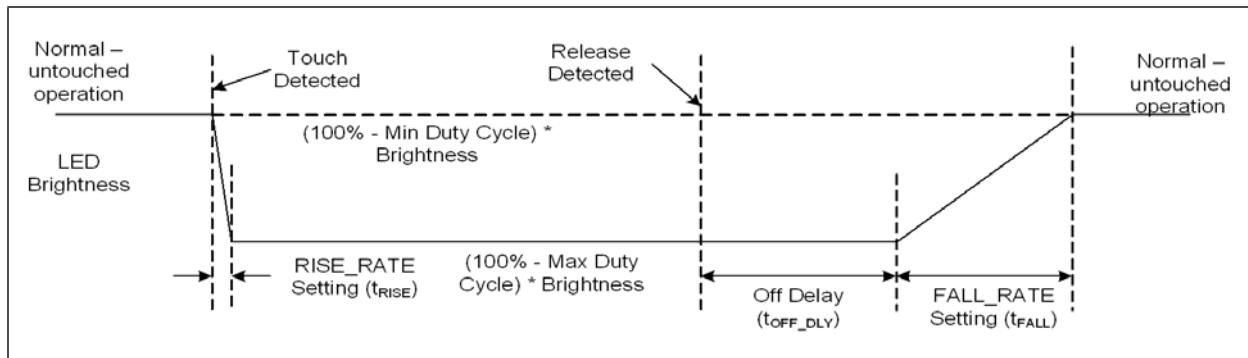 Normal –
untouched
operation
Touch
Detected
Release
Detected
Normal –
untouched
operation
(100% - Min Duty Cycle) *
Brightness
LED
Brightness
RISE_RATE
Setting (tRISE)
(100% - Max Duty
Cycle) * Brightness
Off Delay
(tOFF_DLY)
FALL_RATE
Setting (tFALL)